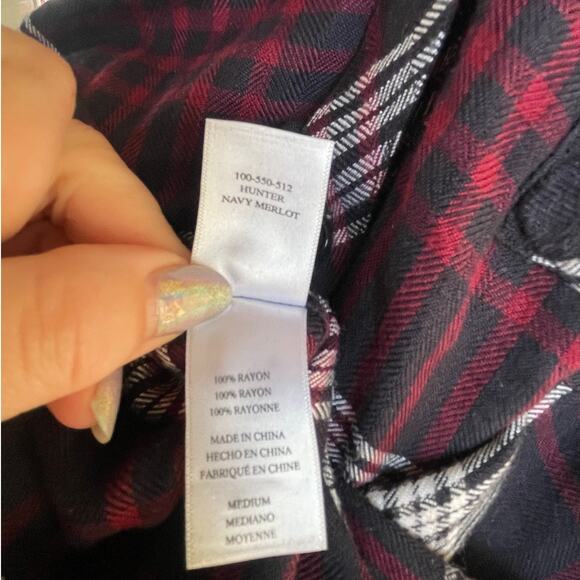 100-550-512
HUNTER
NAVY MERLOT
100% RAYON
100% RAYON
100% RAYONNE
MADE IN CHINA
HECHO EN CHINA
FABRIQUÉ EN CHINE
MEDIUM
MEDIANO
MOYENNE